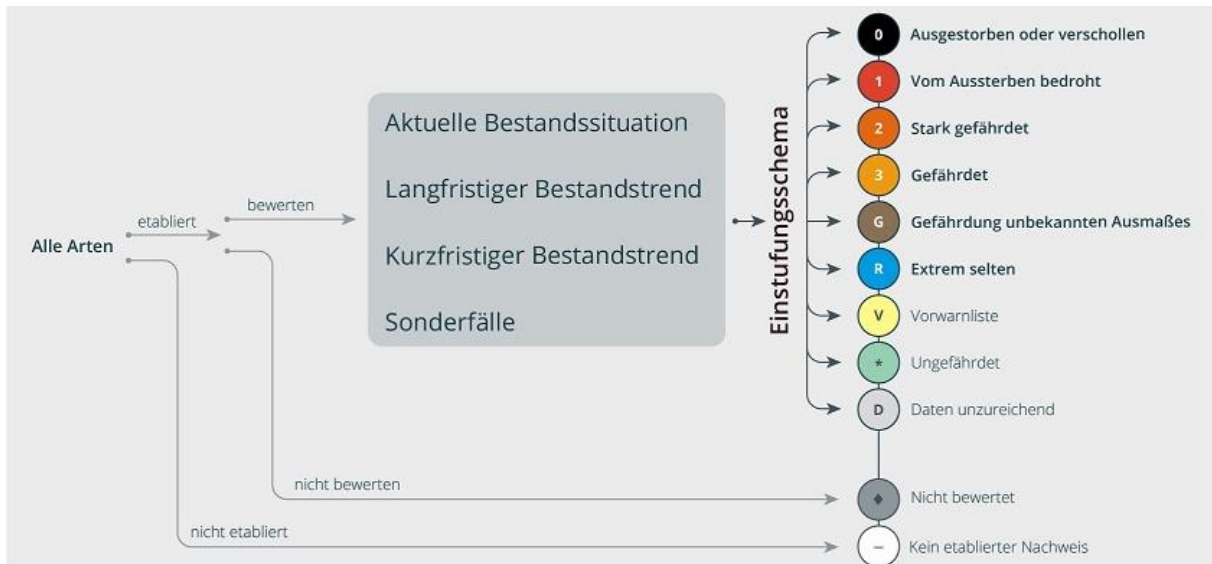 Alle Arten
etabliert
bewerten
nicht bewerten
nicht etabliert
Aktuelle Bestandssituation
Langfristiger Bestandstrend
Kurzfristiger Bestandstrend
Sonderfälle
Einstufungsschema
0 Ausgestorben oder verschollen
1 Vom Aussterben bedroht
2 Stark gefährdet
3 Gefährdet
G Gefährdung unbekannten Ausmaßes
R Extrem selten
V Vorwarnliste
* Ungefährdet
D Daten unzureichend
♦ Nicht bewertet
– Kein etablierter Nachweis